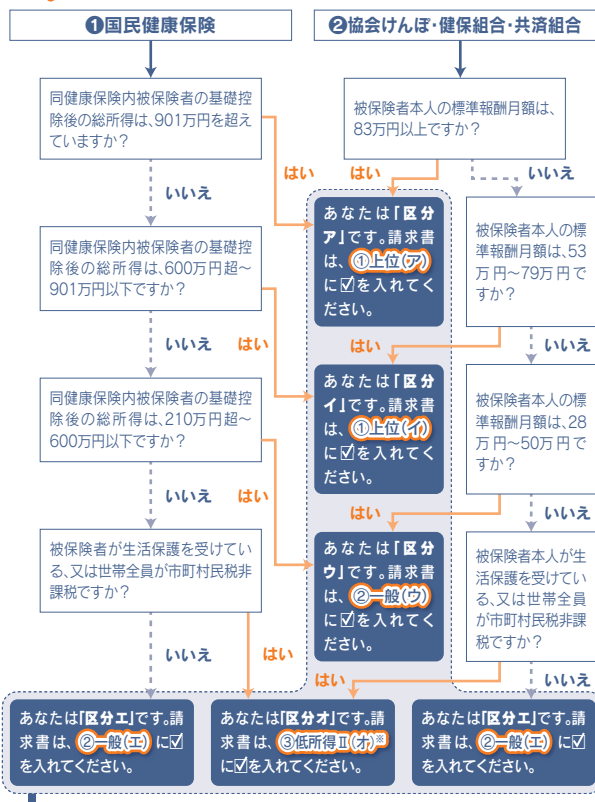 ❶国民健康保険
❷協会けんぽ・健保組合・共済組合
同健康保険内被保険者の基礎控
除後の総所得は、901万円を超え
ていますか？
被保険者本人の標準報酬月額は、
83万円以上ですか？
はい
はい
いいえ
いいえ
あなたは「区分
ア」です。請求書
は、①上位(ア)
に☑を入れてく
ださい。
被保険者本人の標
準報酬月額は、53
万円～79万円で
すか？
同健康保険内被保険者の基礎控
除後の総所得は、600万円超～
901万円以下ですか？
いいえ
はい
はい
いいえ
あなたは「区分
イ」です。請求書
は、①上位(イ)
に☑を入れてく
ださい。
被保険者本人の標
準報酬月額は、28
万円～50万円で
すか？
同健康保険内被保険者の基礎控
除後の総所得は、210万円超～
600万円以下ですか？
いいえ
はい
はい
いいえ
あなたは「区分
ウ」です。請求書
は、②一般(ウ)
に☑を入れてく
ださい。
被保険者本人が生
活保護を受けてい
る、又は世帯全員
が市町村民税非課
税ですか？
被保険者が生活保護を受けてい
る、又は世帯全員が市町村民税非
課税ですか？
いいえ
はい
はい
いいえ
あなたは「区分エ」です。請
求書は、②一般(エ)に☑
を入れてください。
あなたは「区分オ」です。請
求書は、③低所得Ⅱ(オ)※
に☑を入れてください。
あなたは「区分エ」です。請
求書は、②一般(エ)に☑
を入れてください。